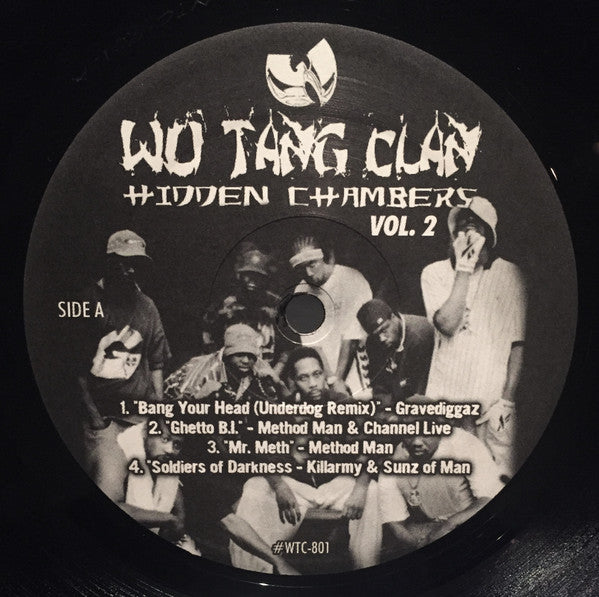 WU TANG CLAN
HIDDEN CHAMBERS
VOL. 2
SIDE A
1. "Bang Your Head (Underdog Remix)" - Gravediggaz
2. "Ghetto B.I." - Method Man & Channel Live
3. "Mr. Meth" - Method Man
4. "Soldiers of Darkness - Killarmy & Sunz of Man
#WTC-801